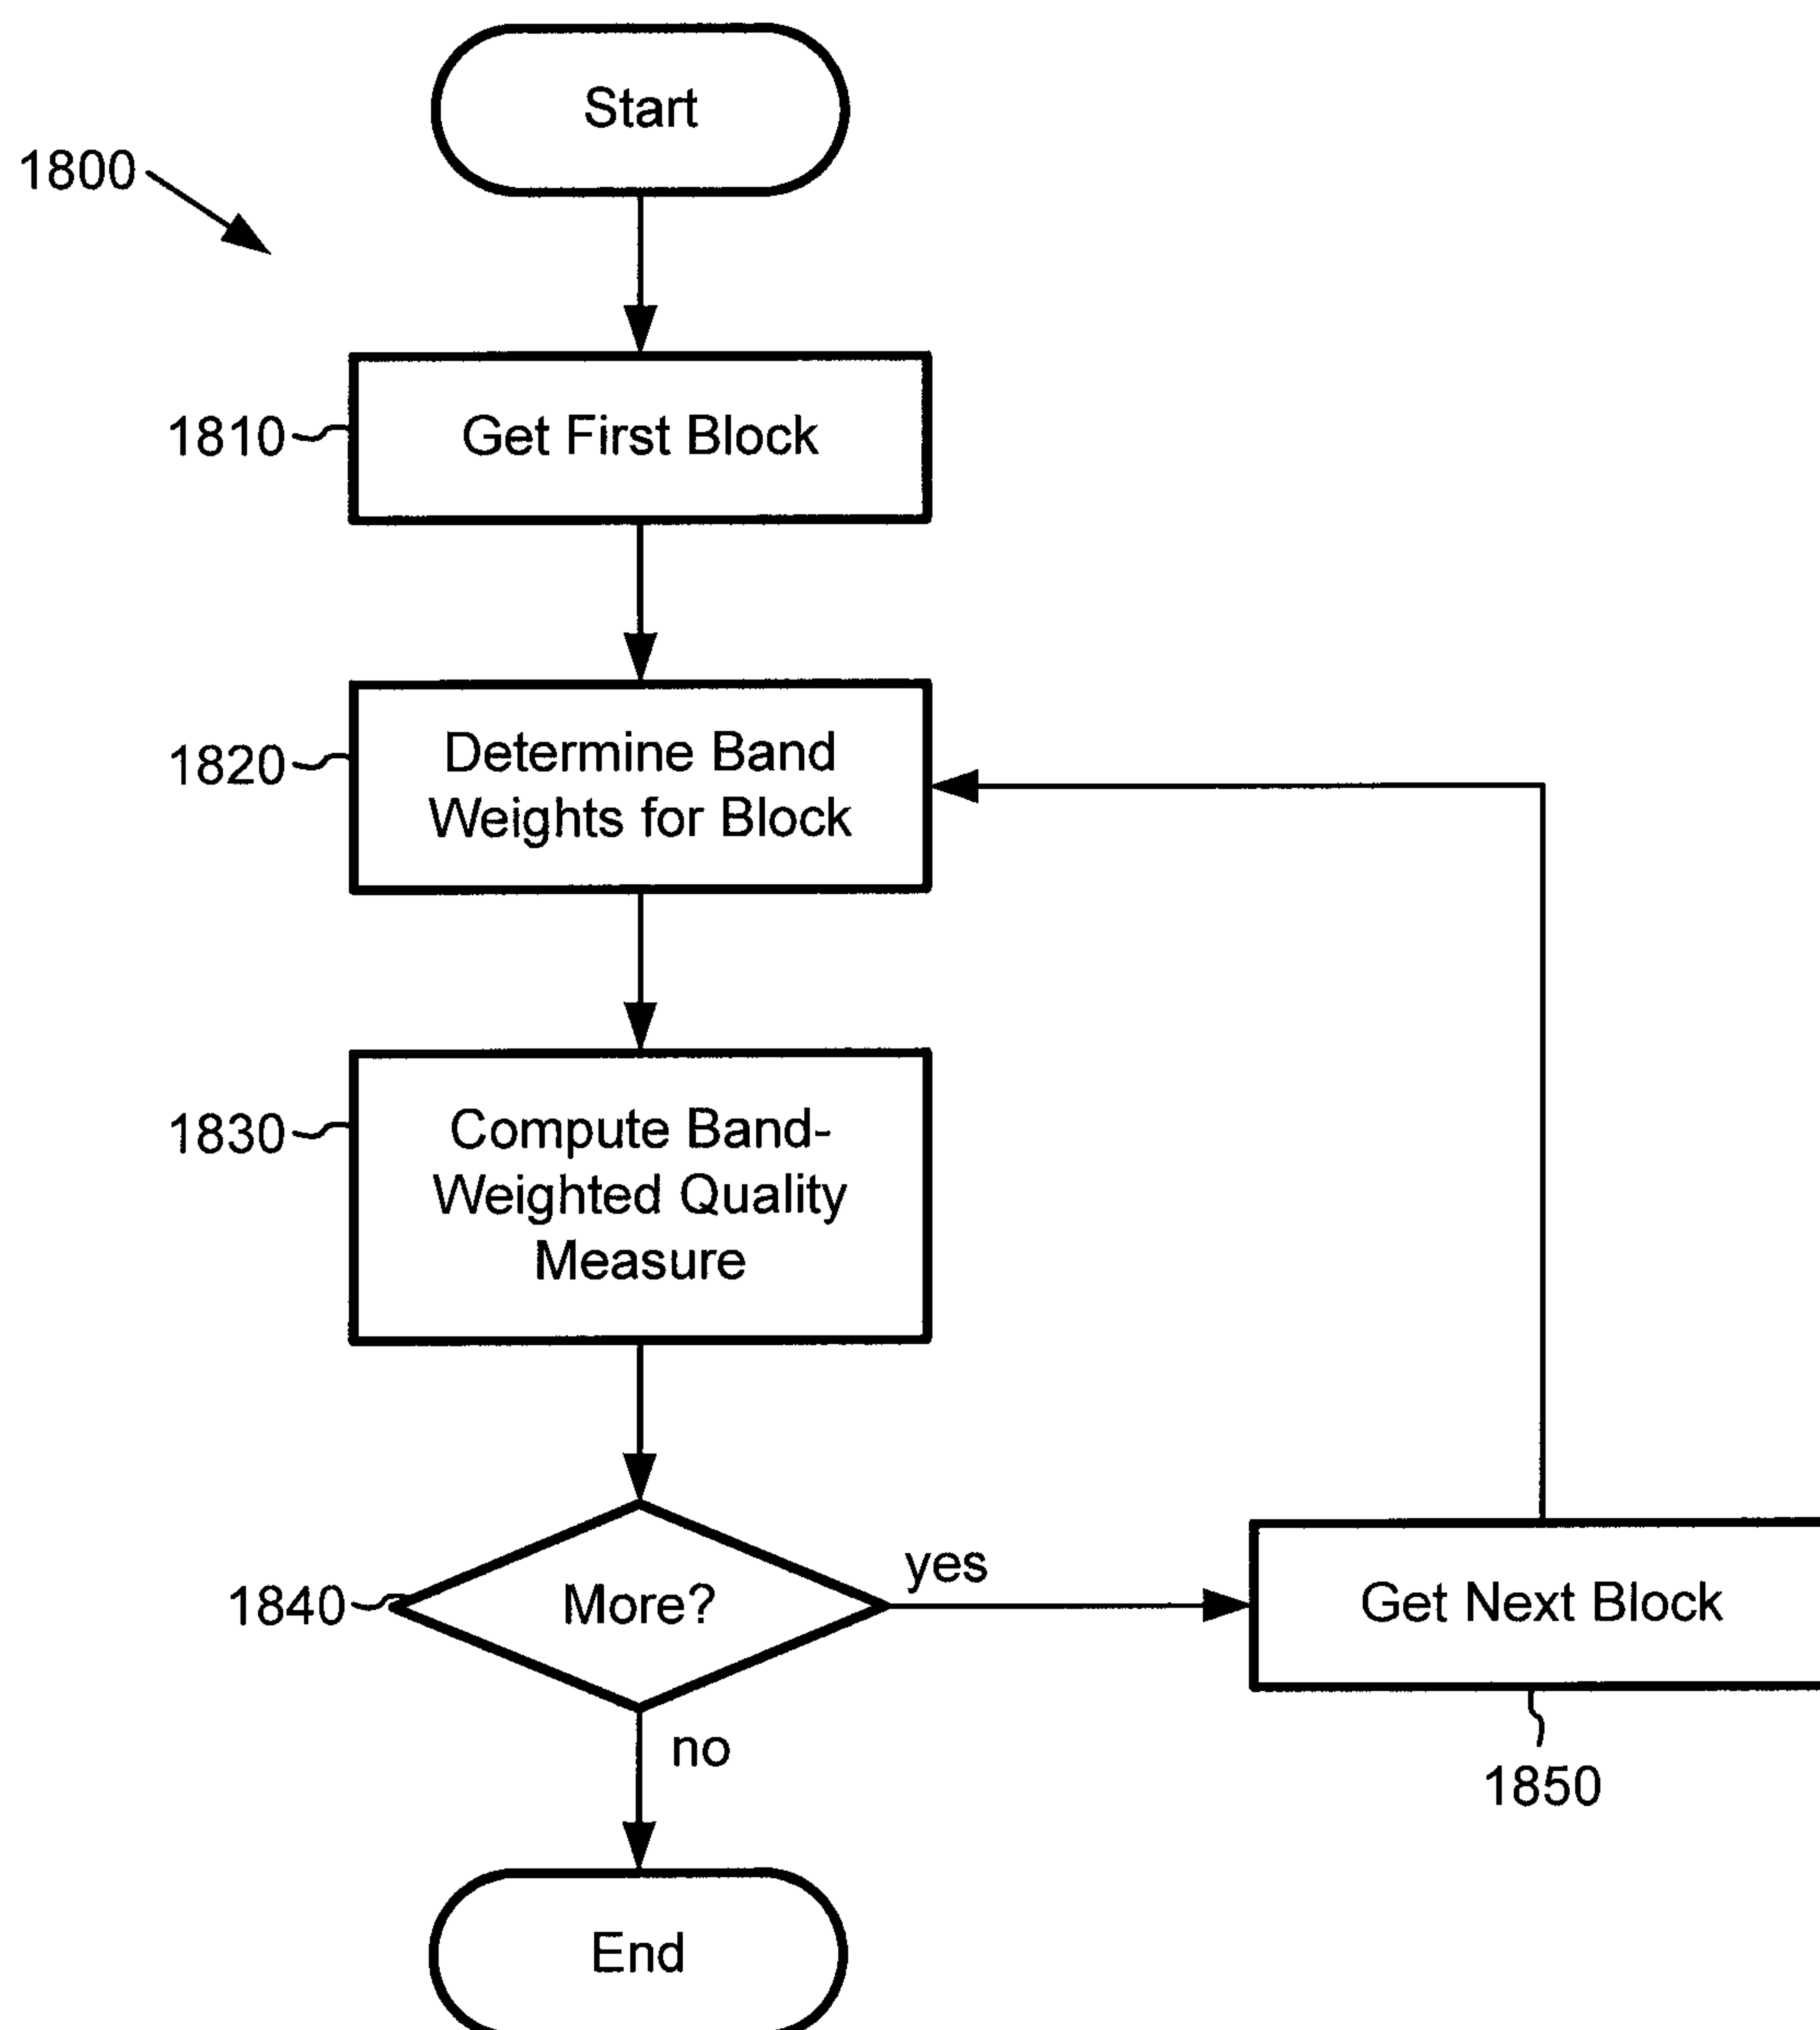 Start
1800
1810
Get First Block
1820
Determine Band
Weights for Block
1830
Compute Band-
Weighted Quality
Measure
1840
More?
yes
Get Next Block
no
1850
End